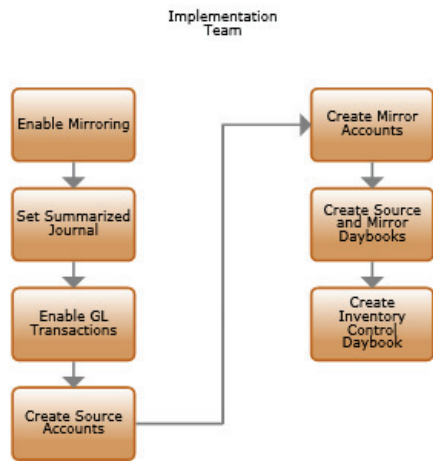 Implementation
Team
Enable Mirroring
Set Summarized
Journal
Enable GL
Transactions
Create Source
Accounts
Create Mirror
Accounts
Create Source
and Mirror
Daybooks
Create
Inventory
Control
Daybook